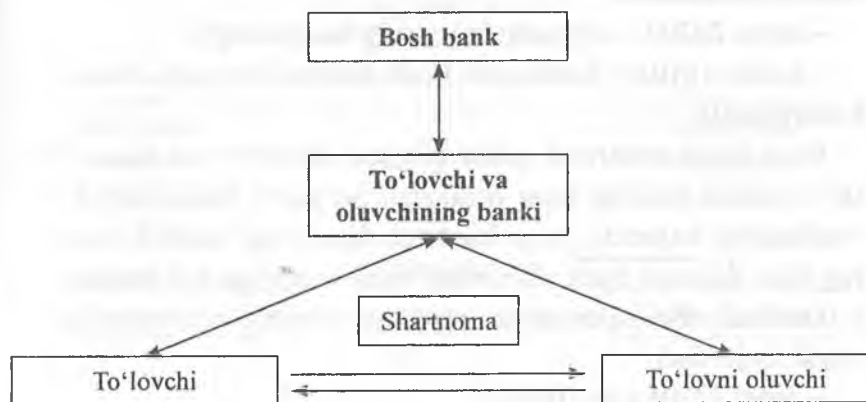 Bosh bank
To‘lovchi va
oluvchining banki
Shartnoma
To‘lovchi
To‘lovni oluvchi